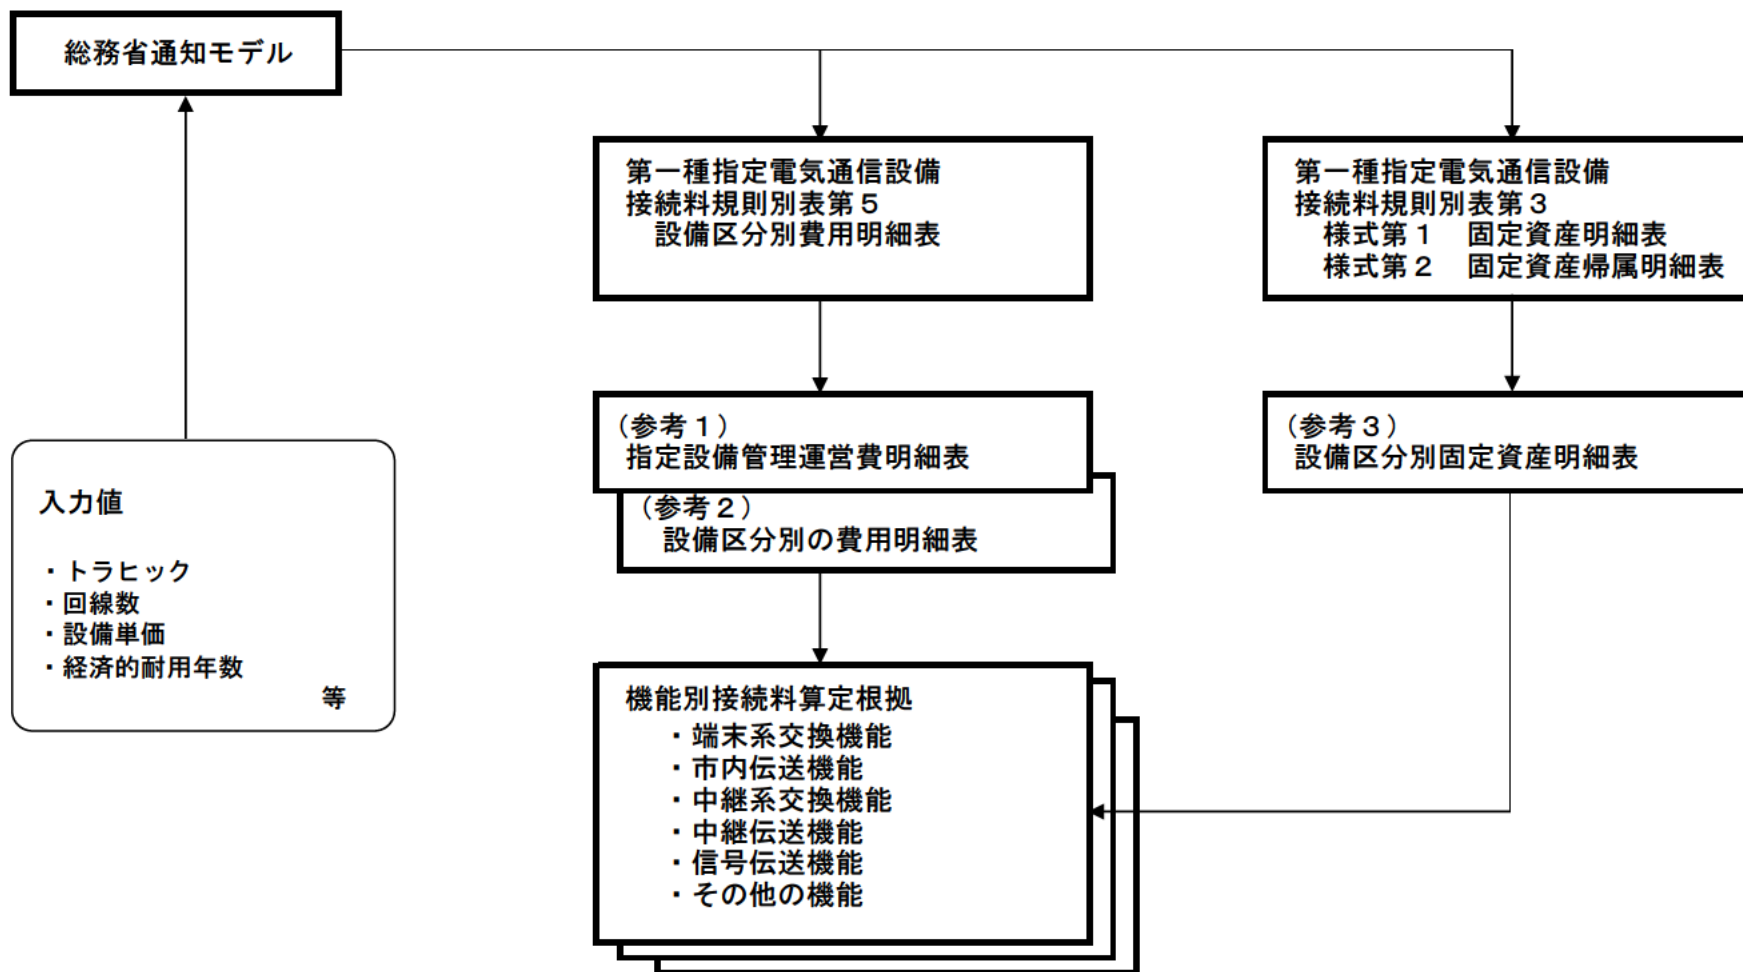 総務省通知モデル
第一種指定電気通信設備
接続料規則別表第５
設備区分別費用明細表
第一種指定電気通信設備
接続料規則別表第３
様式第１　固定資産明細表
様式第２　固定資産帰属明細表
（参考１）
指定設備管理運営費明細表
（参考２）
設備区分別の費用明細表
（参考３）
設備区分別固定資産明細表
入力値
・トラヒック
・回線数
・設備単価
・経済的耐用年数
等
機能別接続料算定根拠
・端末系交換機能
・市内伝送機能
・中継系交換機能
・中継伝送機能
・信号伝送機能
・その他の機能